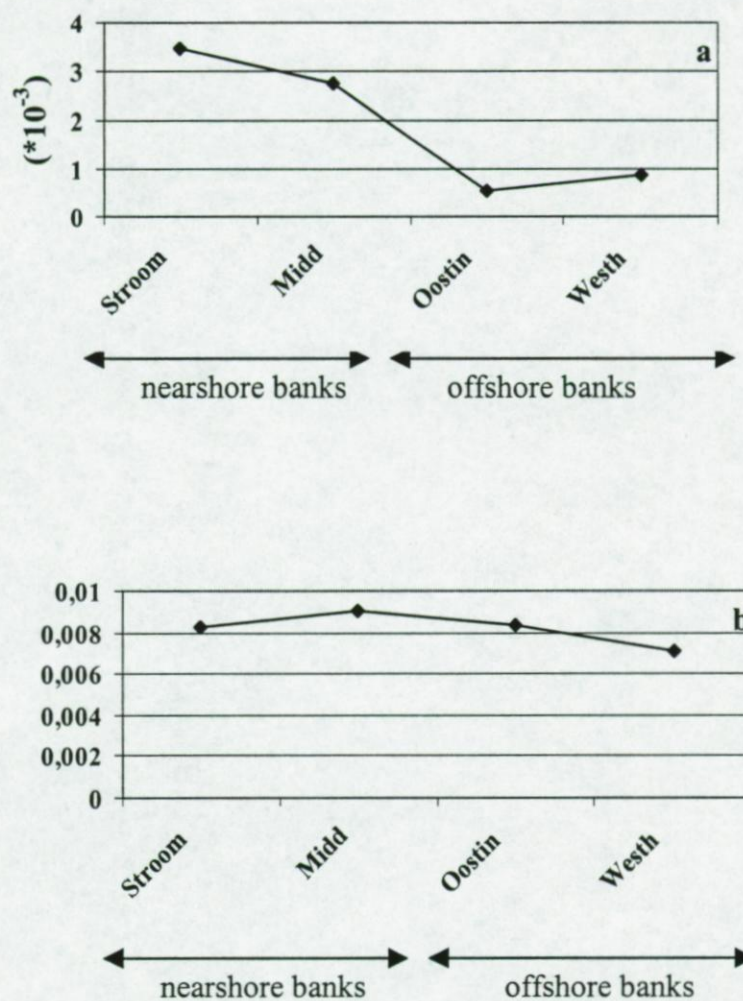 4
a
3
(*10⁻³)
2
1
0
Stroom Midd Oostin Westh
nearshore banks offshore banks
0,01
b
0,008
0,006
0,004
0,002
0
Stroom Midd Oostin Westh
nearshore banks offshore banks